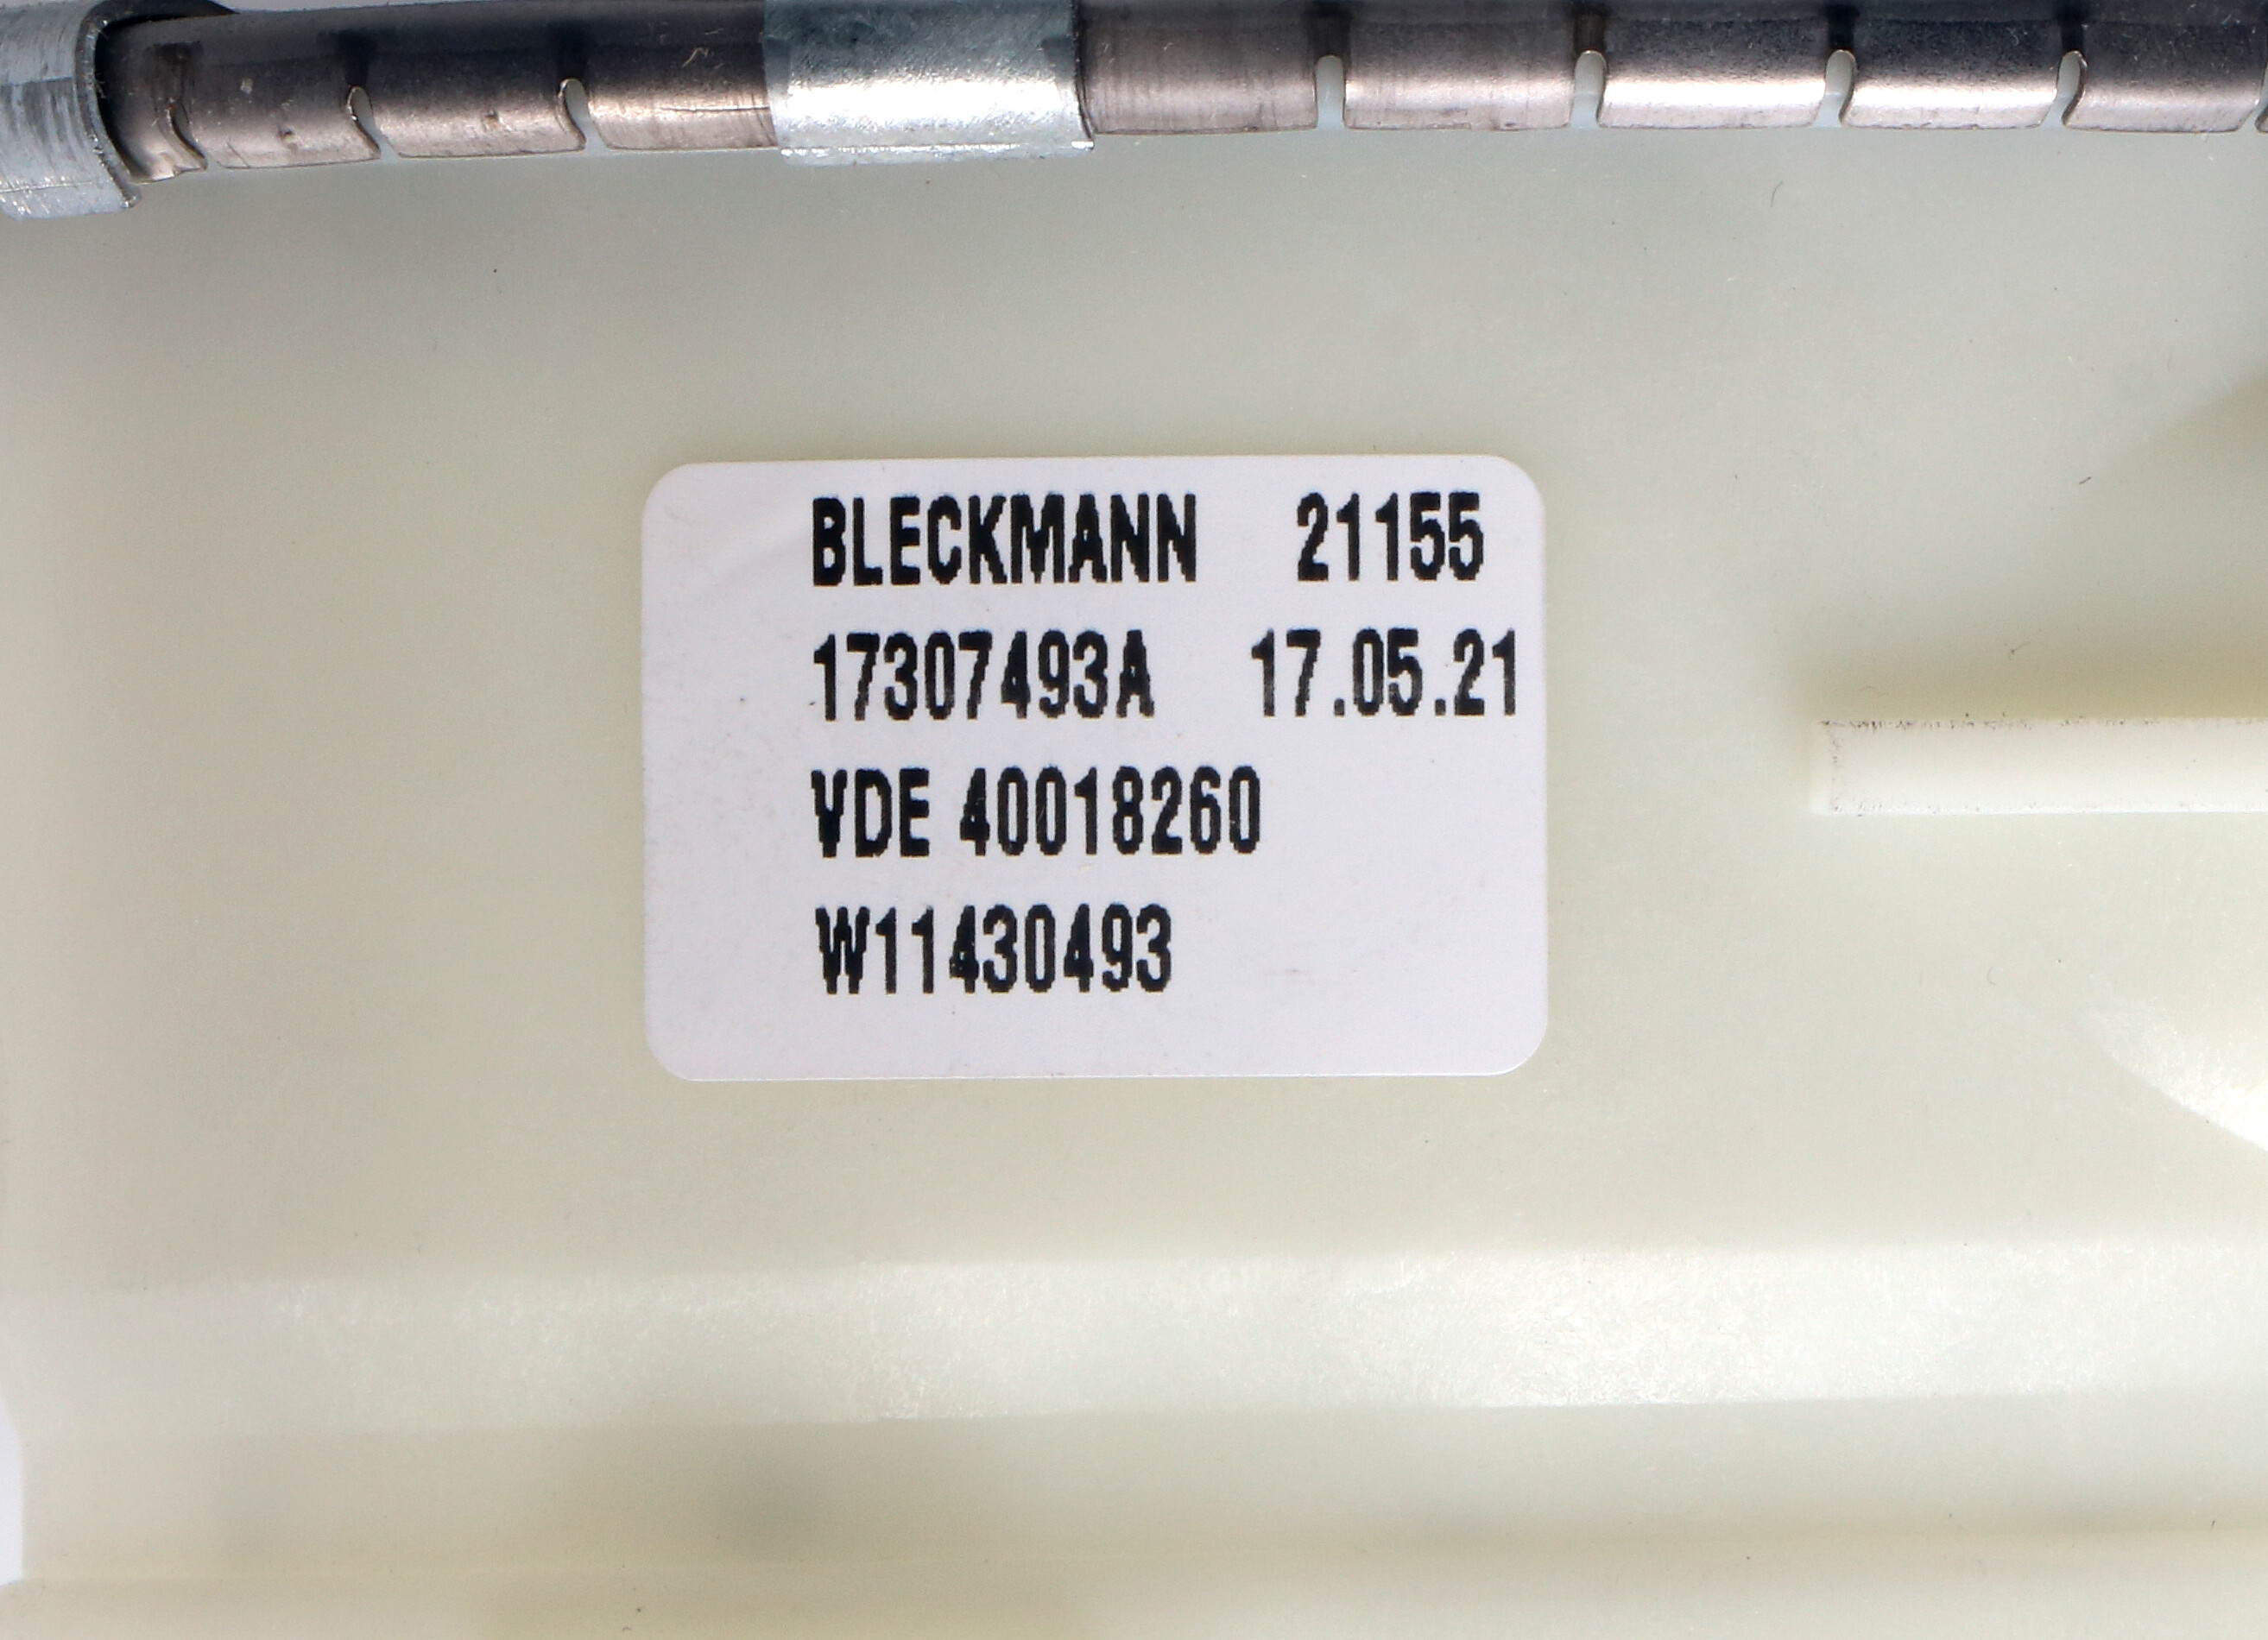 BLECKMANN 21155
17307493A 17.05.21
VDE 40018260
W11430493